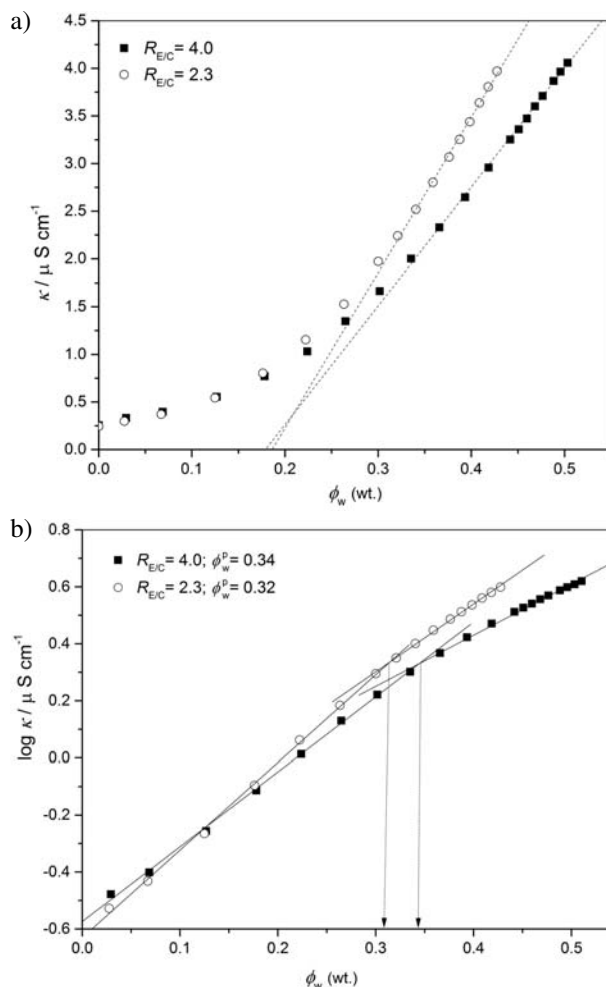 a)
4.5
4.0
3.5
3.0
2.5
2.0
1.5
1.0
0.5
0.0
κ / μ S cm⁻¹
■ R_E/C = 4.0
○ R_E/C = 2.3
0.0 0.1 0.2 0.3 0.4 0.5
ϕ_w (wt.)
b)
0.8
0.6
0.4
0.2
0.0
-0.2
-0.4
-0.6
log κ / μ S cm⁻¹
■ R_E/C = 4.0; ϕ_w^p = 0.34
○ R_E/C = 2.3; ϕ_w^p = 0.32
0.0 0.1 0.2 0.3 0.4 0.5
ϕ_w (wt.)